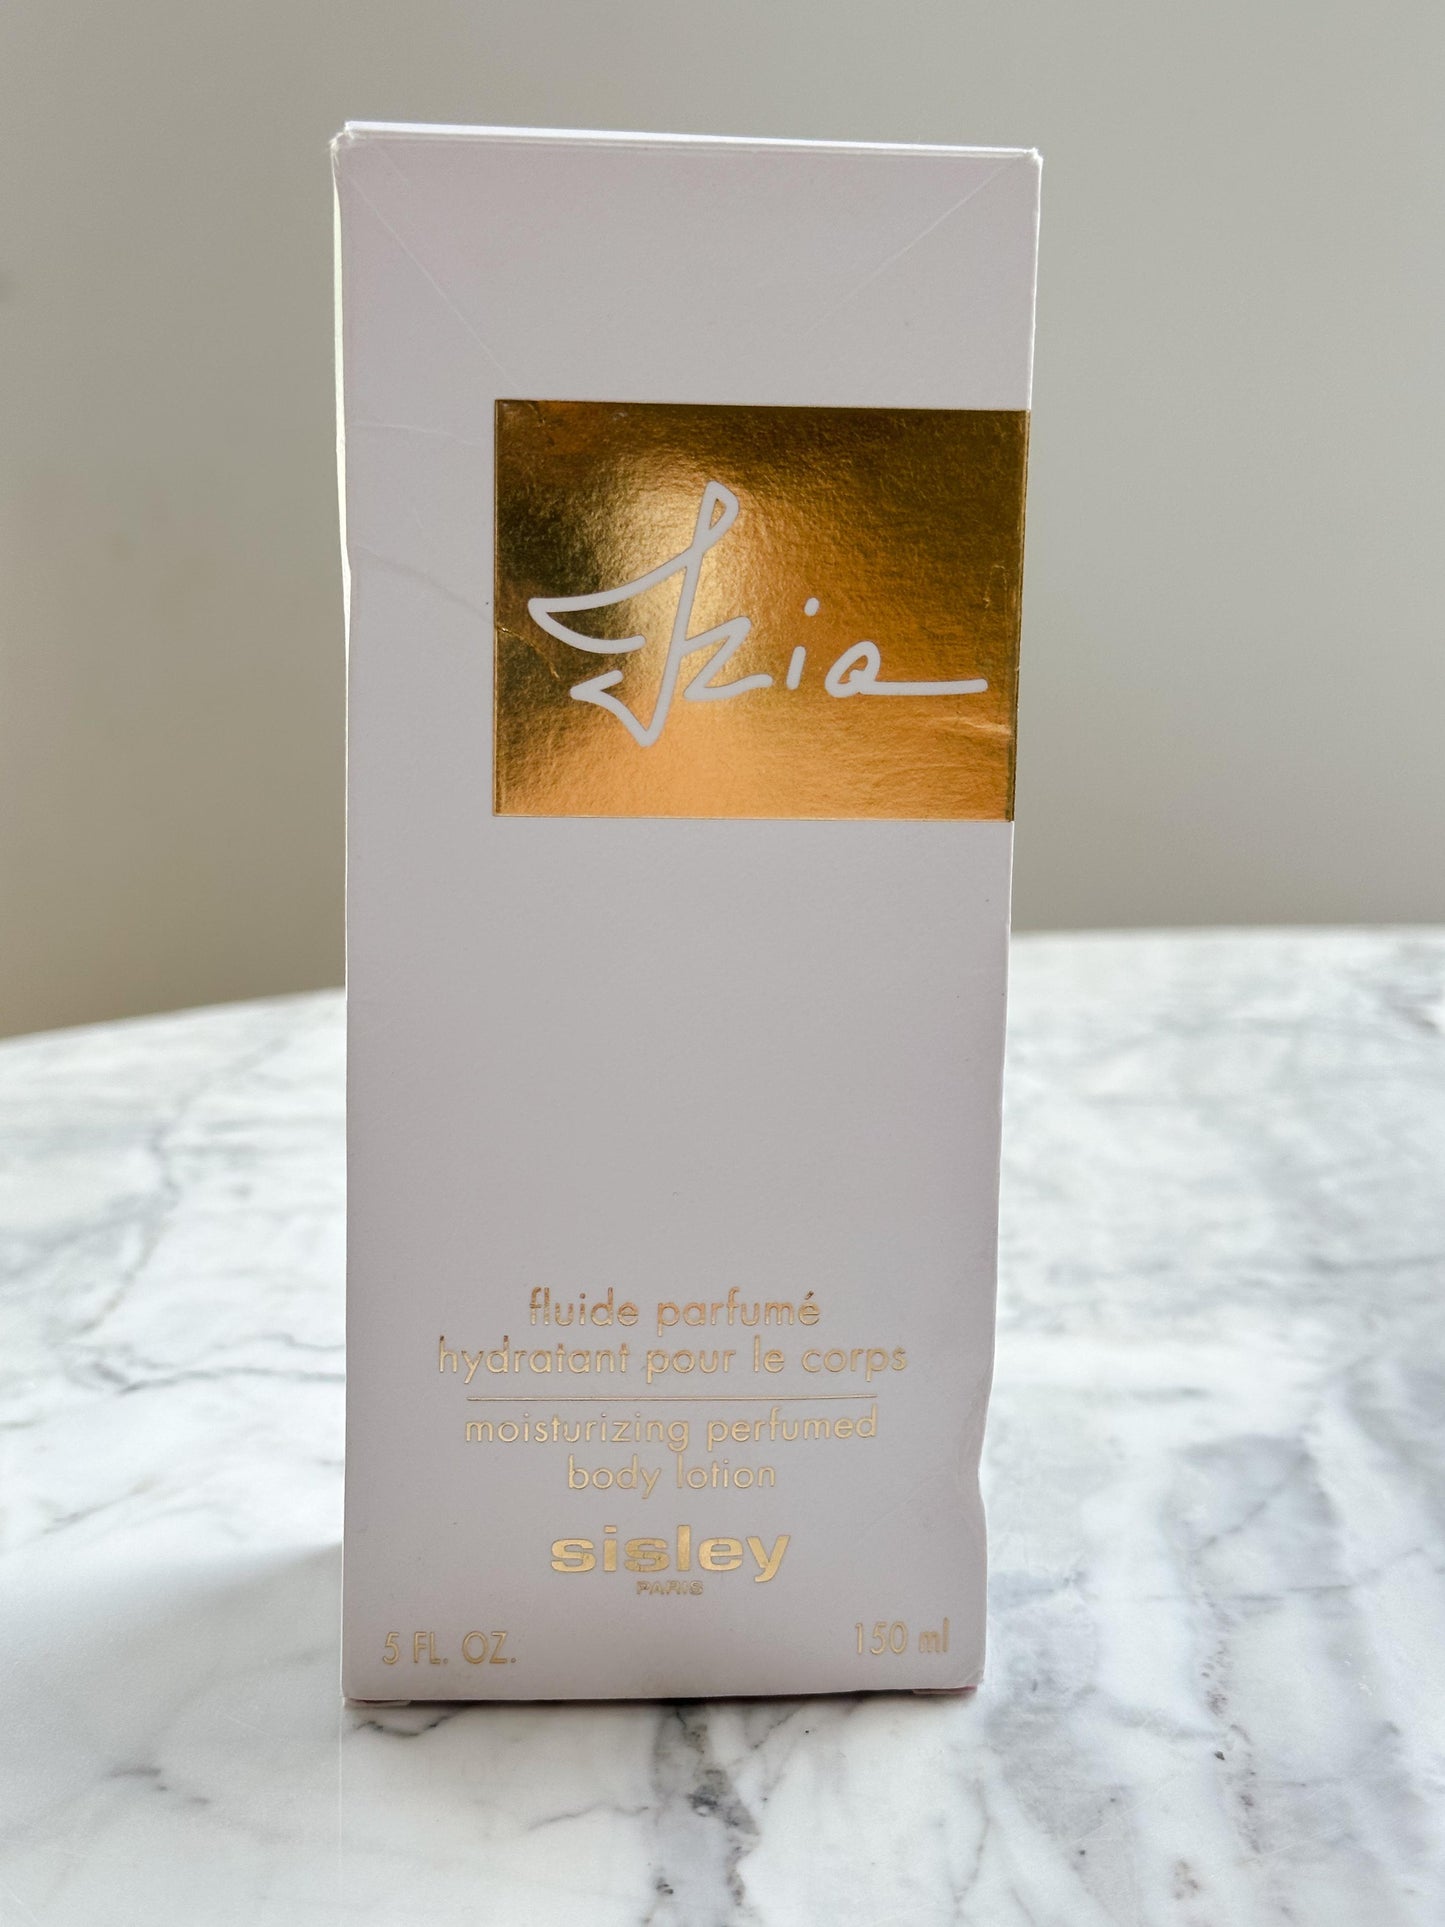 Izia
fluide parfumé
hydratant pour le corps
moisturizing perfumed
body lotion
sisley
PARIS
5 FL. OZ.
150 ml